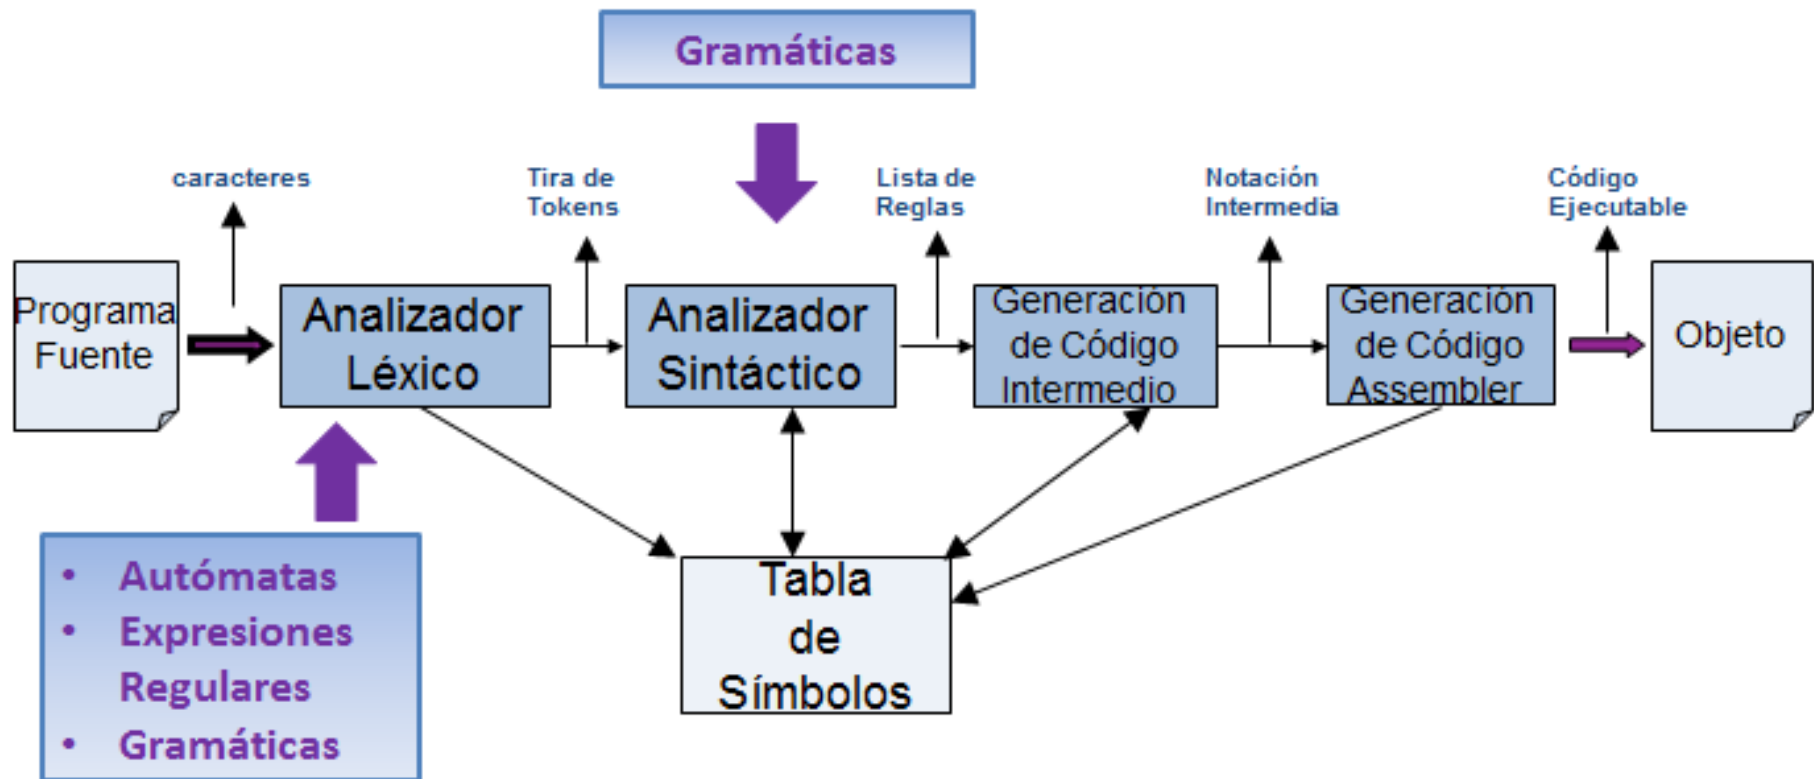 Gramáticas
caracteres
Tira de
Tokens
Lista de
Reglas
Notación
Intermedia
Código
Ejecutable
Programa
Fuente
Analizador
Léxico
Analizador
Sintáctico
Generación
de Código
Intermedio
Generación
de Código
Assembler
Objeto
• Autómatas
• Expresiones
Regulares
• Gramáticas
Tabla
de
Símbolos